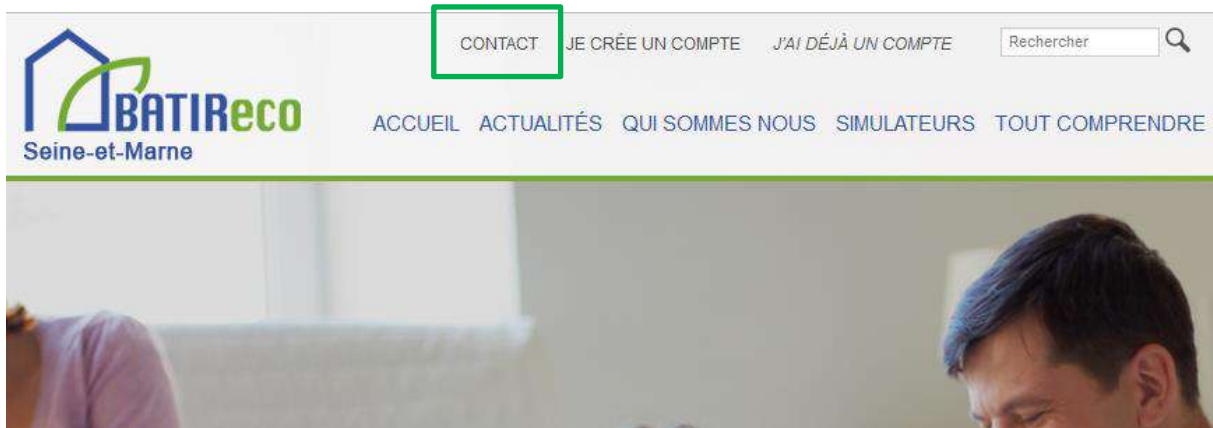 CONTACT JE CRÉE UN COMPTE J'AI DÉJÀ UN COMPTE Rechercher
BATIReco
Seine-et-Marne
ACCUEIL ACTUALITÉS QUI SOMMES NOUS SIMULATEURS TOUT COMPRENDRE